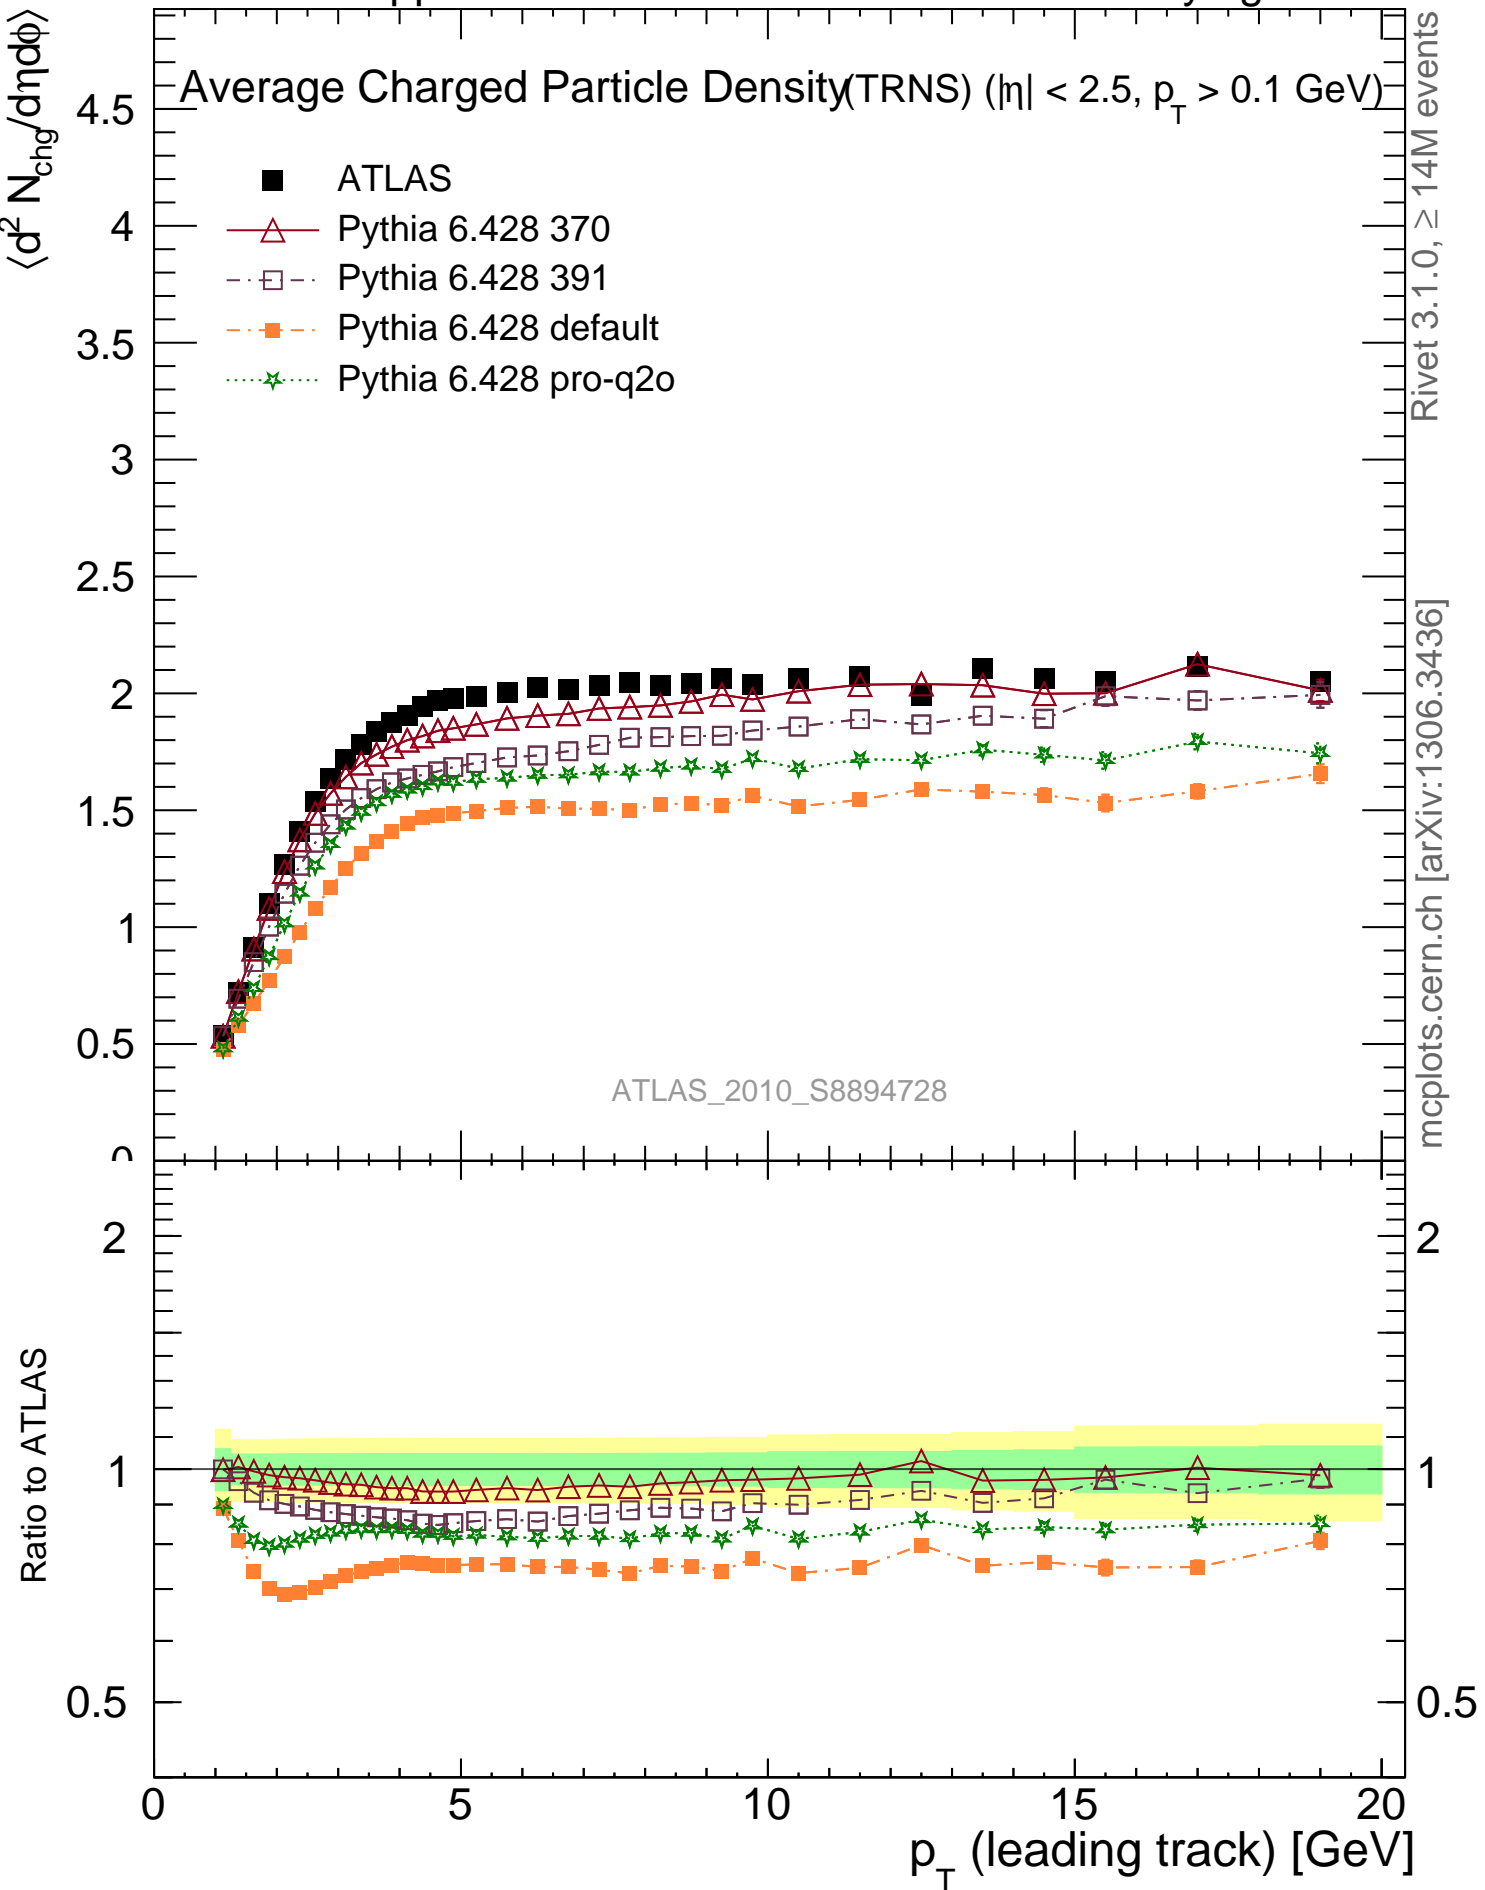 Average Charged Particle Density(TRNS) (|η| < 2.5, p_T > 0.1 GeV)
⟨d² N_chg/dηdϕ⟩
ATLAS
Pythia 6.428 370
Pythia 6.428 391
Pythia 6.428 default
Pythia 6.428 pro-q2o
4.5
4
3.5
3
2.5
2
1.5
1
0.5
0
ATLAS_2010_S8894728
Rivet 3.1.0, ≥ 14M events
mcplots.cern.ch [arXiv:1306.3436]
Ratio to ATLAS
2
1
0.5
2
1
0.5
0 5 10 15 20
p_T (leading track) [GeV]